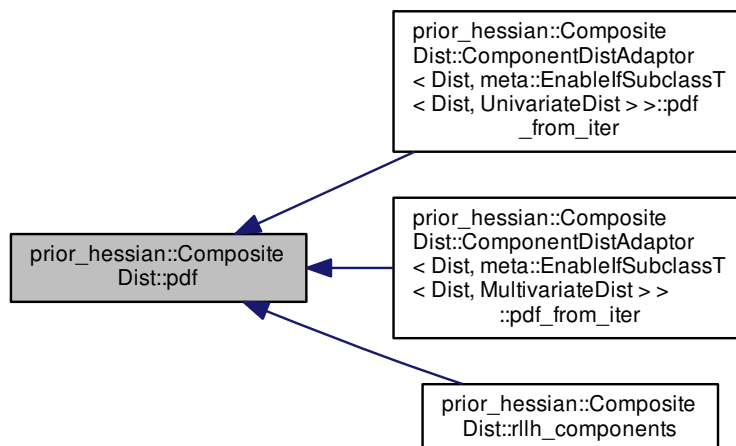 prior_hessian::Composite
Dist::pdf
prior_hessian::Composite
Dist::ComponentDistAdaptor
< Dist, meta::EnableIfSubclassT
< Dist, UnivariateDist > >::pdf
_from_iter
prior_hessian::Composite
Dist::ComponentDistAdaptor
< Dist, meta::EnableIfSubclassT
< Dist, MultivariateDist > >
::pdf_from_iter
prior_hessian::Composite
Dist::rllh_components